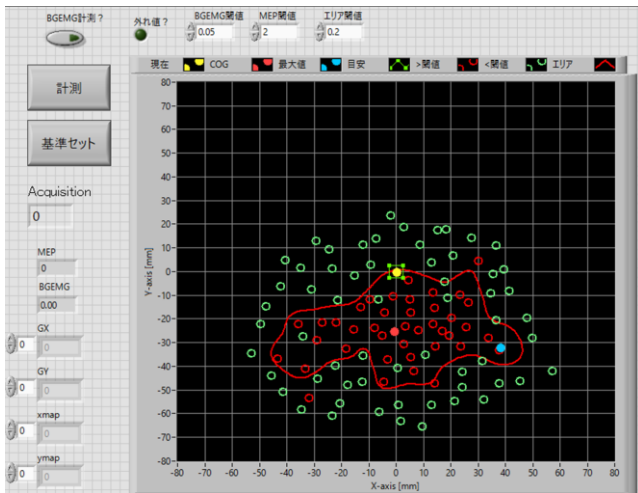 BGEMG計測？
外れ値？
BGEMG閾値
MEP閾値
エリア閾値
0.05
2
0.2
計測
基準セット
Acquisition
0
MEP
0
BGEMG
0.00
GX
0
0
GY
0
0
xmap
0
0
ymap
0
0
現在
COG
最大値
目安
>閾値
<閾値
エリア
80-
70-
60-
50-
40-
30-
20-
10-
0-
-10-
-20-
-30-
-40-
-50-
-60-
-70-
-80-
Y-axis [mm]
-80 -70 -60 -50 -40 -30 -20 -10 0 10 20 30 40 50 60 70 80
X-axis [mm]